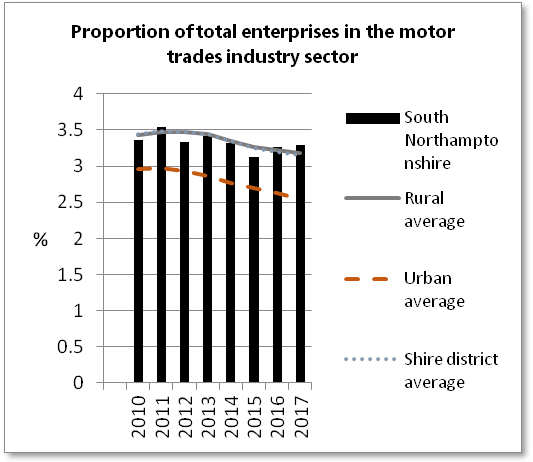 Proportion of total enterprises in the motor
trades industry sector
4
3.5
3
2.5
2
1.5
1
0.5
0
%
2010
2011
2012
2013
2014
2015
2016
2017
South
Northampto
nshire
Rural
average
Urban
average
Shire district
average